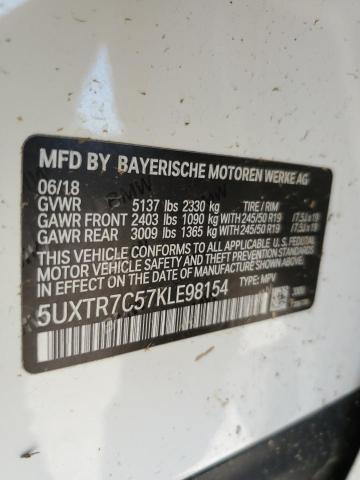 MFD BY BAYERISCHE MOTOREN WERKE AG
06/18
GVWR 5137 lbs 2330 kg TIRE / RIM
GAWR FRONT 2403 lbs 1090 kg WITH 245/50 R19 /7.5J x 19
GAWR REAR 3009 lbs 1365 kg WITH 245/50 R19 /7.5J x 19
THIS VEHICLE CONFORMS TO ALL APPLICABLE U.S. FEDERAL
MOTOR VEHICLE SAFETY AND THEFT PREVENTION STANDARDS
IN EFFECT ON THE DATE OF MANUFACTURE SHOWN ABOVE.
5UXTR7C57KLE98154 TYPE: MPV